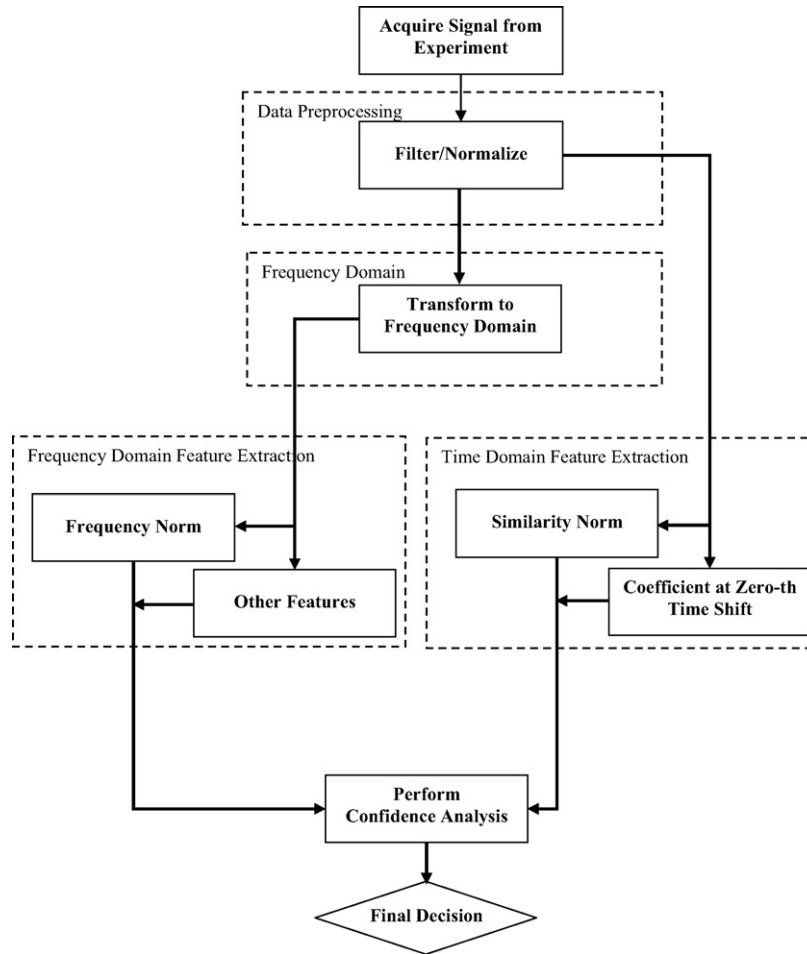 Acquire Signal from
Experiment
Data Preprocessing
Filter/Normalize
Frequency Domain
Transform to
Frequency Domain
Frequency Domain Feature Extraction
Frequency Norm
Other Features
Time Domain Feature Extraction
Similarity Norm
Coefficient at Zero-th
Time Shift
Perform
Confidence Analysis
Final Decision